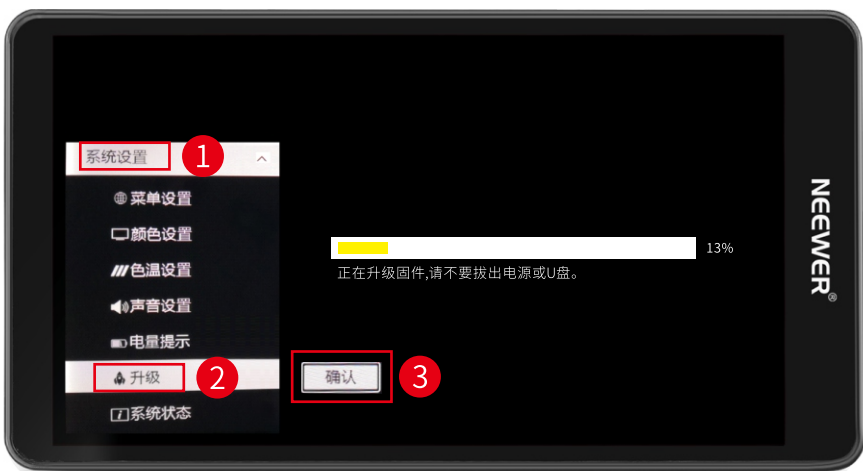 系统设置
1
菜单设置
颜色设置
色温设置
声音设置
电量提示
升级
2
系统状态
13%
正在升级固件,请不要拔出电源或U盘。
确认
3
NEEWER®